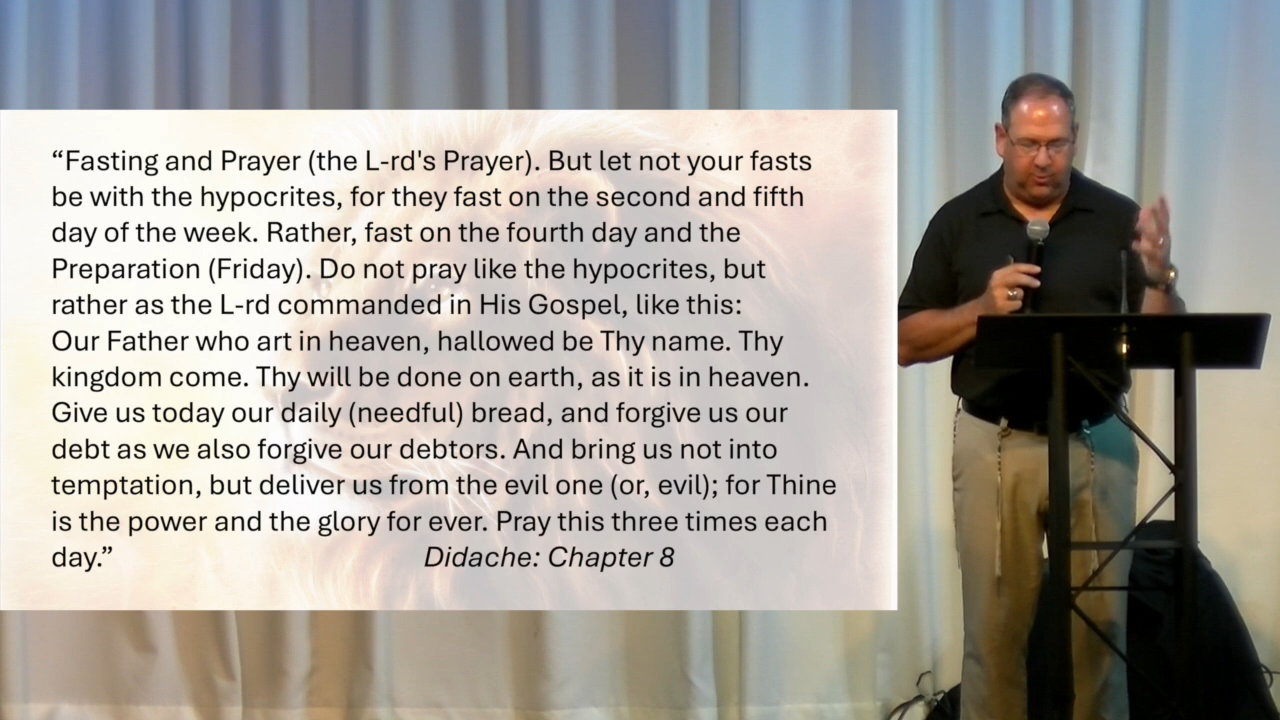 “Fasting and Prayer (the L-rd's Prayer). But let not your fasts
be with the hypocrites, for they fast on the second and fifth
day of the week. Rather, fast on the fourth day and the
Preparation (Friday). Do not pray like the hypocrites, but
rather as the L-rd commanded in His Gospel, like this:
Our Father who art in heaven, hallowed be Thy name. Thy
kingdom come. Thy will be done on earth, as it is in heaven.
Give us today our daily (needful) bread, and forgive us our
debt as we also forgive our debtors. And bring us not into
temptation, but deliver us from the evil one (or, evil); for Thine
is the power and the glory for ever. Pray this three times each
day.” Didache: Chapter 8